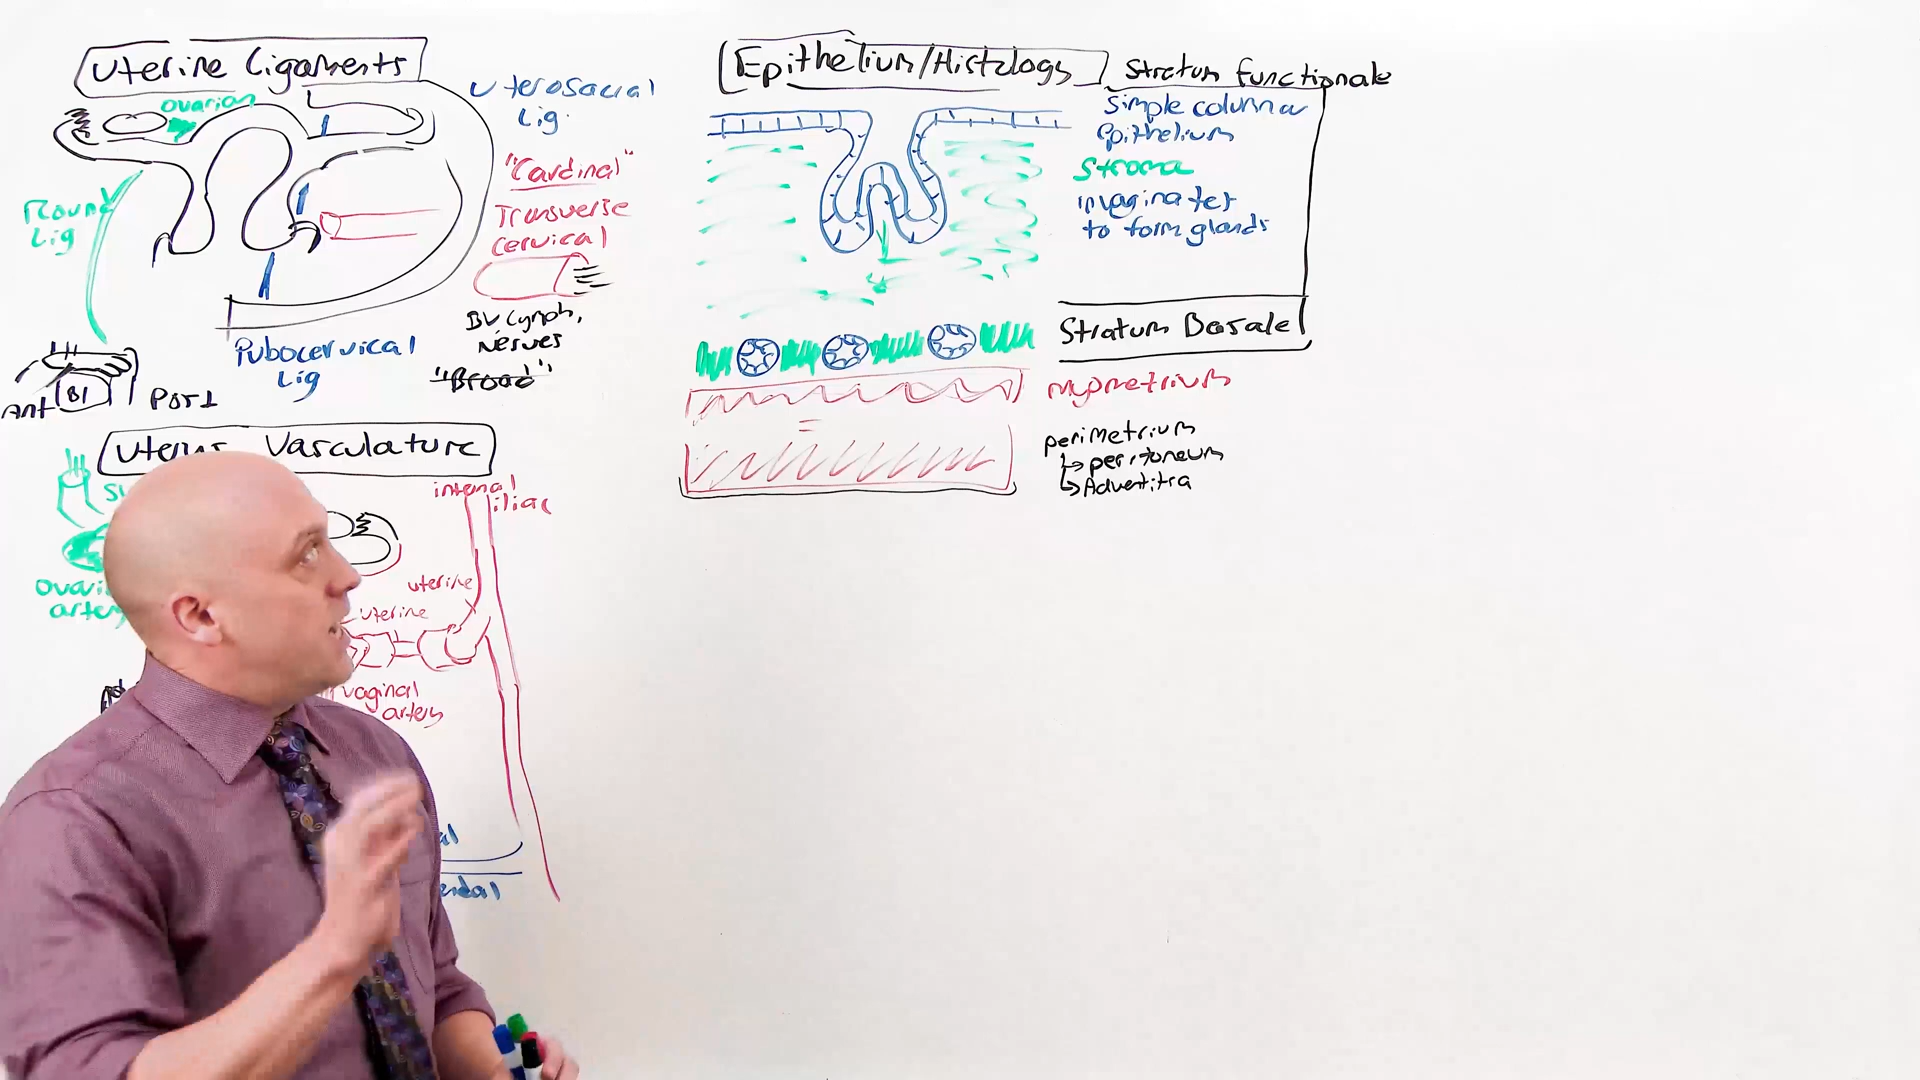 Uterine Ligaments
ovarian
Round
Lig
Uterosacral
Lig.
"Cardinal"
Transverse
cervical
BV Lymph,
Nerves
"Broad"
Pubocervical
Lig
Ant
Bl
Post
Uterus Vasculature
Ovari
artery
internal
iliac
uterine
uterine
vaginal
artery
Epithelium/Histology
Stratum functionale
Simple columnar
Epithelium
Stroma
invaginates
to form glands
Stratum Basale
Myometrium
perimetrium
↳ peritoneum
↳ Adventitia